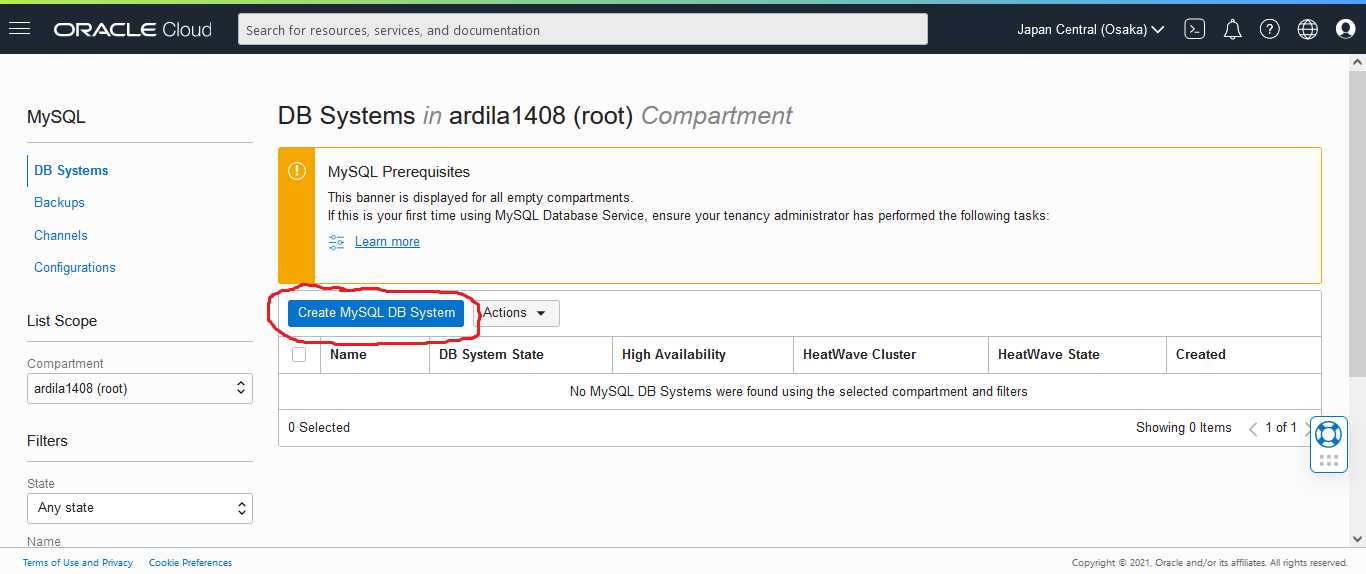 ORACLE Cloud
Search for resources, services, and documentation
Japan Central (Osaka)
MySQL
DB Systems
Backups
Channels
Configurations
List Scope
Compartment
ardila1408 (root)
Filters
State
Any state
Name
DB Systems in ardila1408 (root) Compartment
MySQL Prerequisites
This banner is displayed for all empty compartments.
If this is your first time using MySQL Database Service, ensure your tenancy administrator has performed the following tasks:
Learn more
Create MySQL DB System Actions
Name DB System State High Availability HeatWave Cluster HeatWave State Created
No MySQL DB Systems were found using the selected compartment and filters
0 Selected Showing 0 Items 1 of 1
Terms of Use and Privacy Cookie Preferences Copyright © 2021, Oracle and/or its affiliates. All rights reserved.